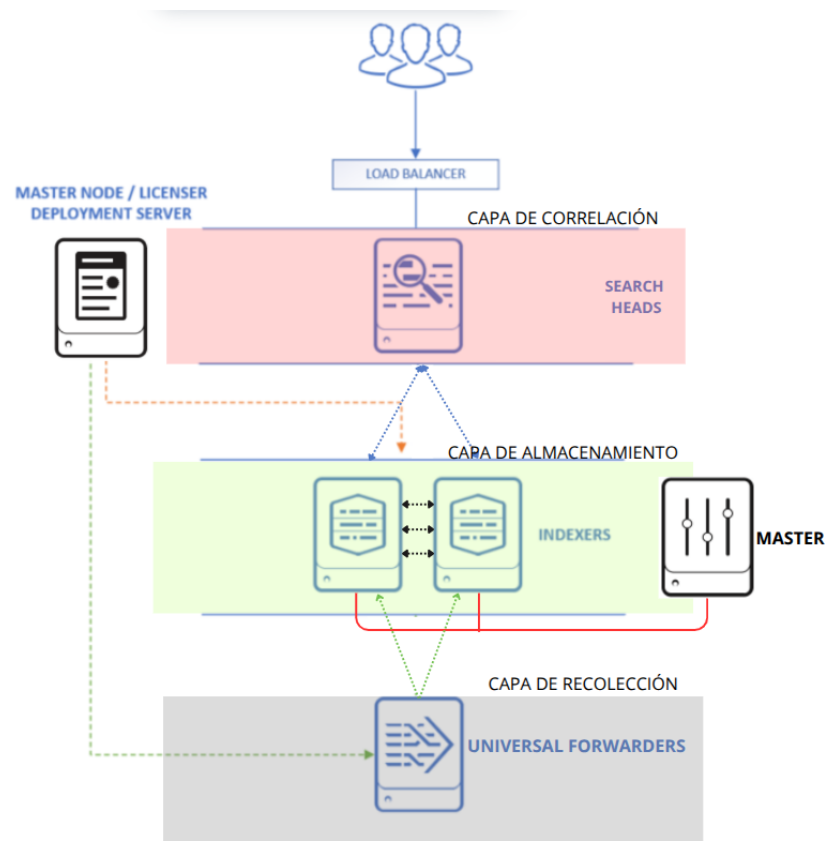 LOAD BALANCER
MASTER NODE / LICENSER
DEPLOYMENT SERVER
CAPA DE CORRELACIÓN
SEARCH
HEADS
CAPA DE ALMACENAMIENTO
INDEXERS
MASTER
CAPA DE RECOLECCIÓN
UNIVERSAL FORWARDERS